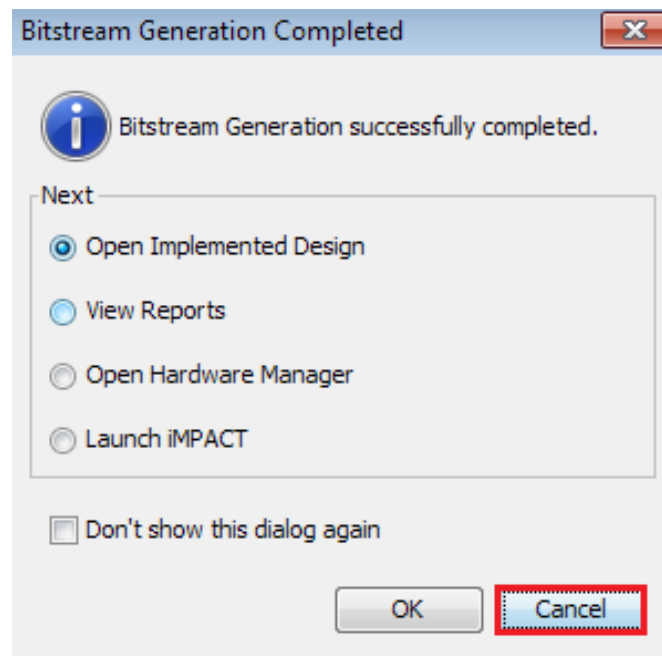 Bitstream Generation Completed
Bitstream Generation successfully completed.
Next
Open Implemented Design
View Reports
Open Hardware Manager
Launch iMPACT
Don't show this dialog again
OK
Cancel